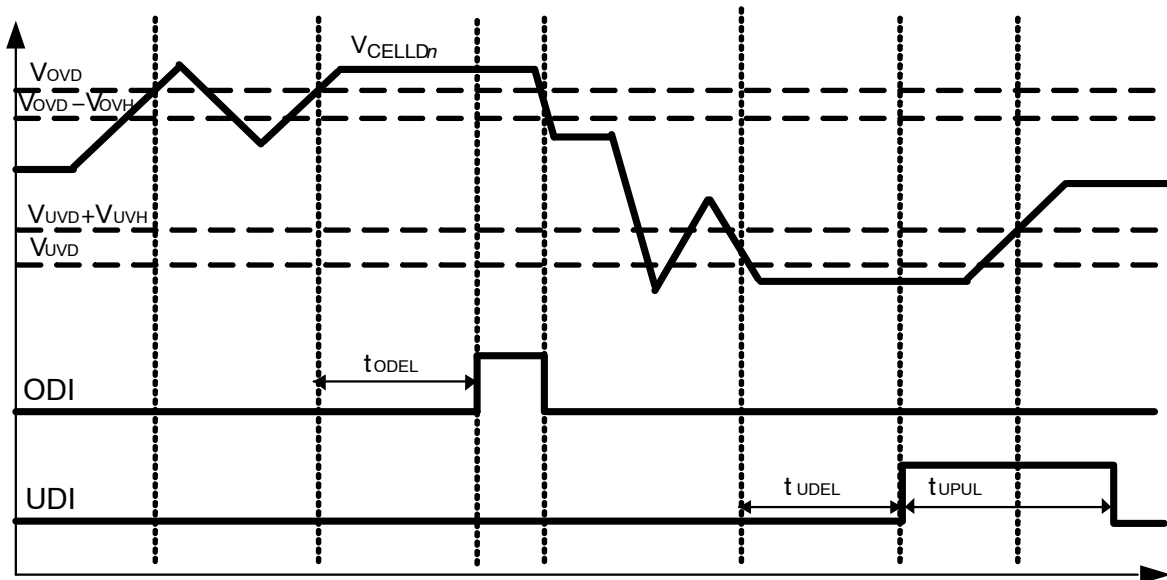 VCELLDn
VOVD
VOVD – VOVH
VUVD+VUVH
VUVD
tODEL
ODI
tUDEL
tUPUL
UDI